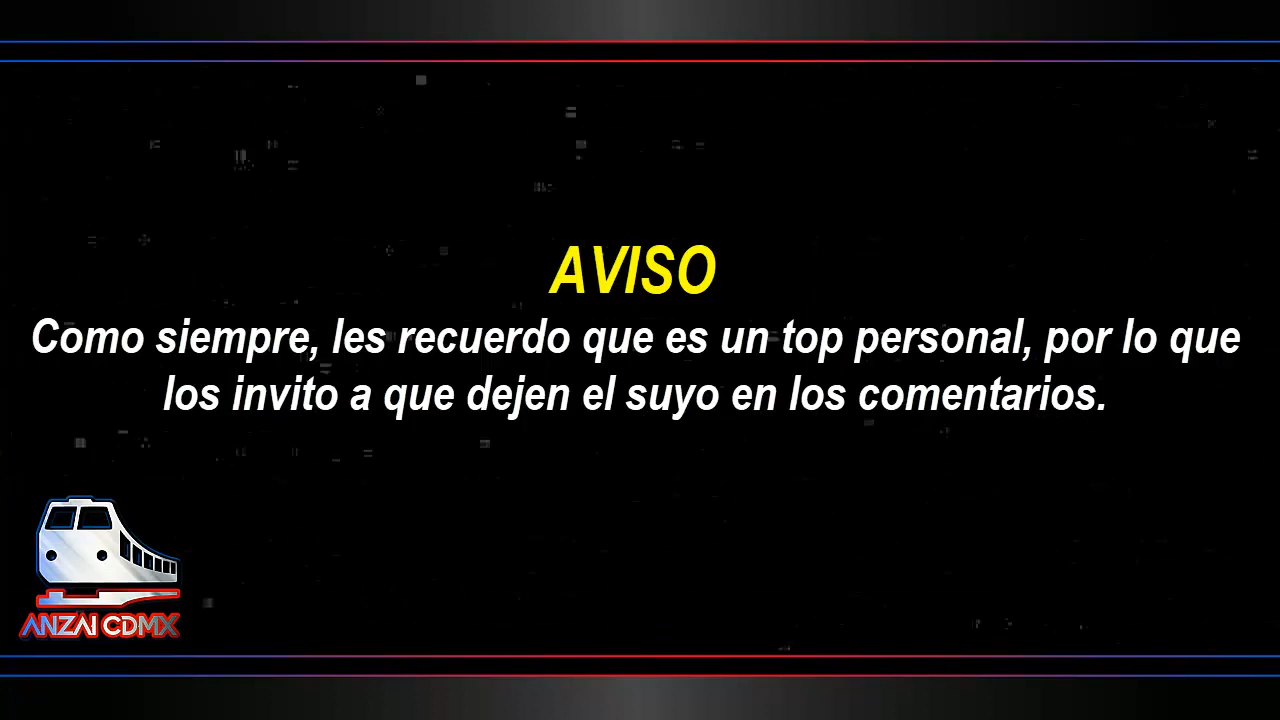 AVISO
Como siempre, les recuerdo que es un top personal, por lo que
los invito a que dejen el suyo en los comentarios.
ANZAI CDMX